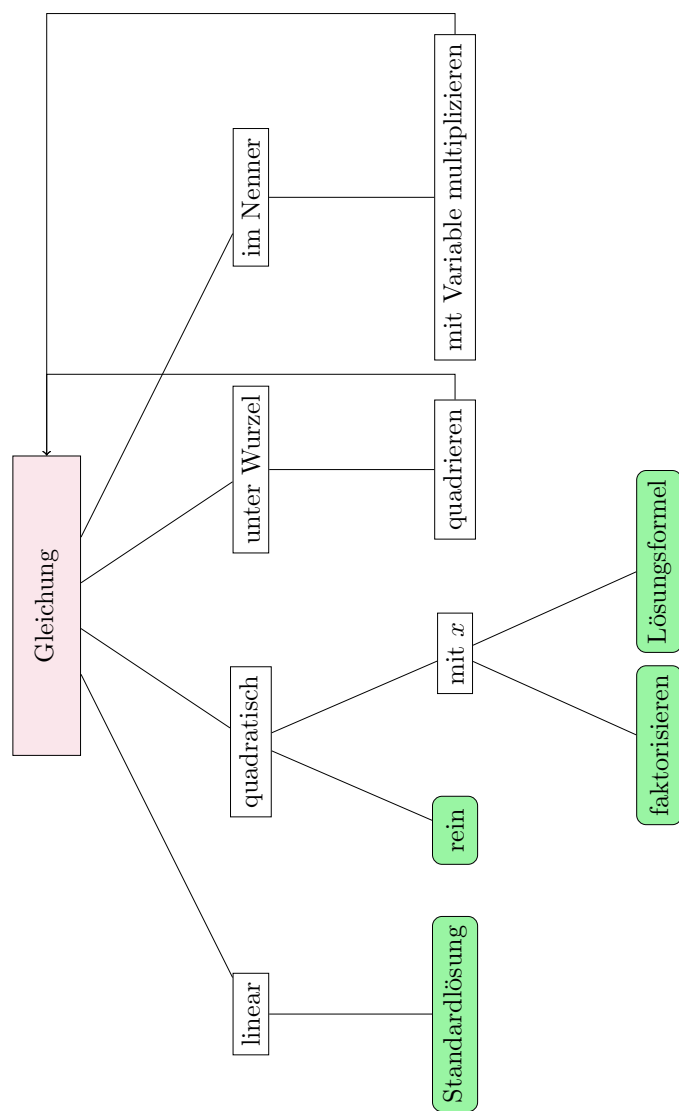 Gleichung
linear
quadratisch
unter Wurzel
im Nenner
Standardlösung
rein
mit x
quadrieren
mit Variable multiplizieren
faktorisieren
Lösungsformel